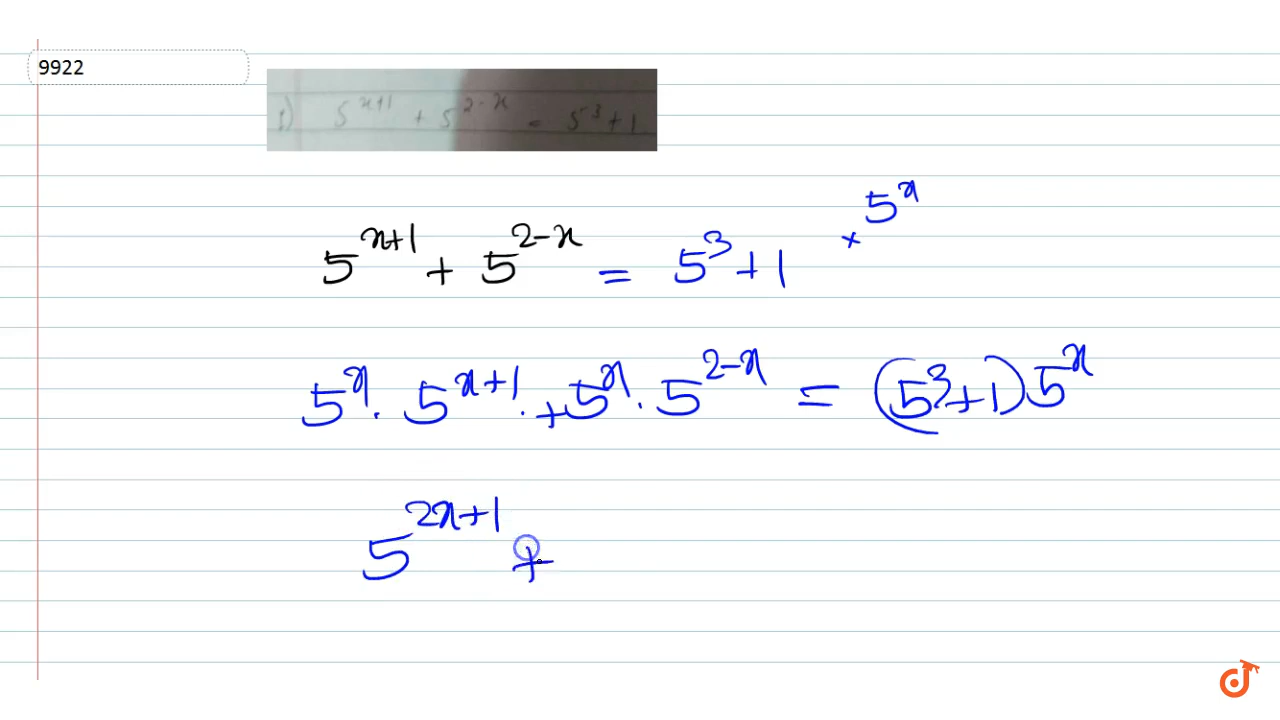 9922
1) 5^{x+1} + 5^{2-x} = 5^3 + 1
5^{x+1} + 5^{2-x} = 5^3 + 1 × 5^x
5^x . 5^{x+1} . + 5^x . 5^{2-x} = (5^3 + 1) 5^x
5^{2x+1} +